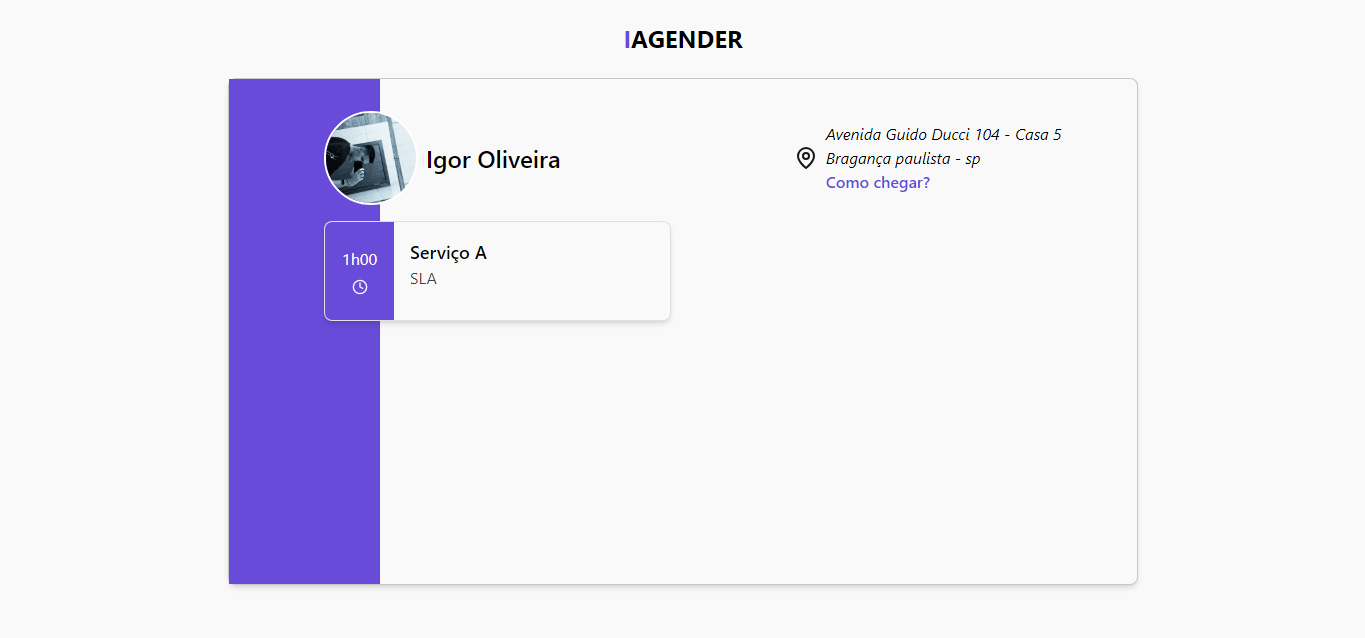 IAGENDER
Igor Oliveira
Avenida Guido Ducci 104 - Casa 5
Bragança paulista - sp
Como chegar?
1h00
Serviço A
SLA